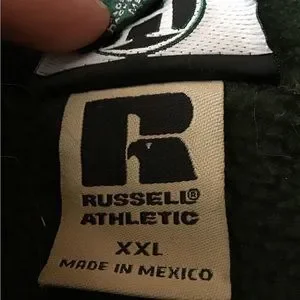 R
RUSSELL®
ATHLETIC
XXL
MADE IN MEXICO